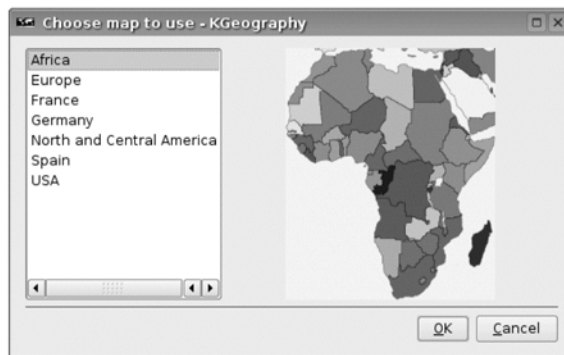 Choose map to use - KGeography
Africa
Europe
France
Germany
North and Central America
Spain
USA
OK
Cancel